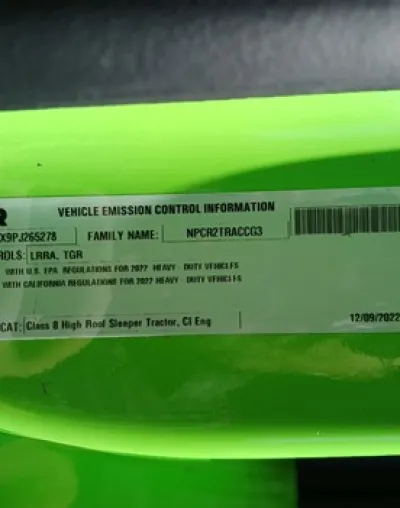 R VEHICLE EMISSION CONTROL INFORMATION
X9PJ265278 FAMILY NAME: NPCR2TRACCG3
ROLS: LRRA, TGR
WITH U.S. EPA REGULATIONS FOR 2022 HEAVY - DUTY VEHICLES
WITH CALIFORNIA REGULATIONS FOR 2022 HEAVY - DUTY VEHICLES
CAT: Class 8 High Roof Sleeper Tractor, CI Eng 12/09/2022